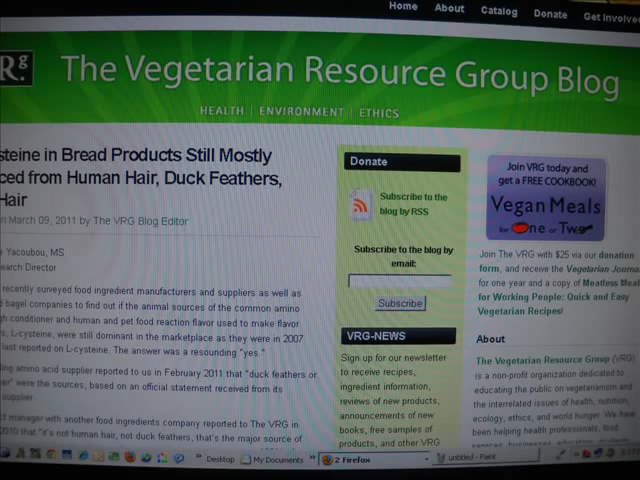 Home About Catalog Donate Get Involve
R.g
The Vegetarian Resource Group Blog
HEALTH | ENVIRONMENT | ETHICS
steine in Bread Products Still Mostly
ced from Human Hair, Duck Feathers,
Hair
n March 09, 2011 by The VRG Blog Editor
e Yacoubou, MS
earch Director
recently surveyed food ingredient manufacturers and suppliers as well as
d bagel companies to find out if the animal sources of the common amino
gh conditioner and human and pet food reaction flavor used to make flavor
rs, L-cysteine, were still dominant in the marketplace as they were in 2007
last reported on L-cysteine. The answer was a resounding "yes."
ing amino acid supplier reported to us in February 2011 that "duck feathers or
er" were the sources, based on an official statement received from its
supplier.
t manager with another food ingredients company reported to The VRG in
2010 that "it's not human hair, not duck feathers, that's the major source of
Donate
Subscribe to the
blog by RSS
Subscribe to the blog by
email:
Subscribe
VRG-NEWS
Sign up for our newsletter
to receive recipes,
ingredient information,
reviews of new products,
announcements of new
books, free samples of
products, and other VRG
Join VRG today and
get a FREE COOKBOOK!
Vegan Meals
for One or Two
Join The VRG with $25 via our donation
form, and receive the Vegetarian Journa
for one year and a copy of Meatless Meal
for Working People: Quick and Easy
Vegetarian Recipes!
About
The Vegetarian Resource Group (VRG)
is a non-profit organization dedicated to
educating the public on vegetarianism and
the interrelated issues of health, nutrition,
ecology, ethics, and world hunger. We have
been helping health professionals, food
services, businesses, educators, students
Desktop My Documents 2 Firefox untitled - Paint